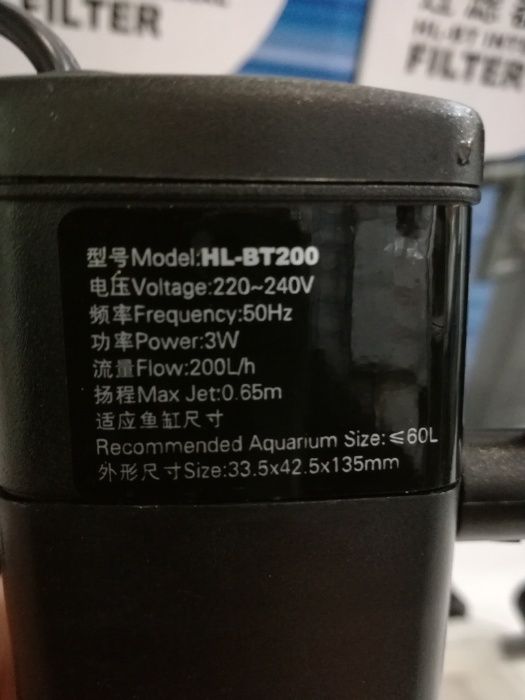 FILTER
HL-BT INTE
FILTER
型号Model:HL-BT200
电压Voltage:220~240V
频率Frequency:50Hz
功率Power:3W
流量Flow:200L/h
扬程Max Jet:0.65m
适应鱼缸尺寸
Recommended Aquarium Size:≤60L
外形尺寸Size:33.5x42.5x135mm